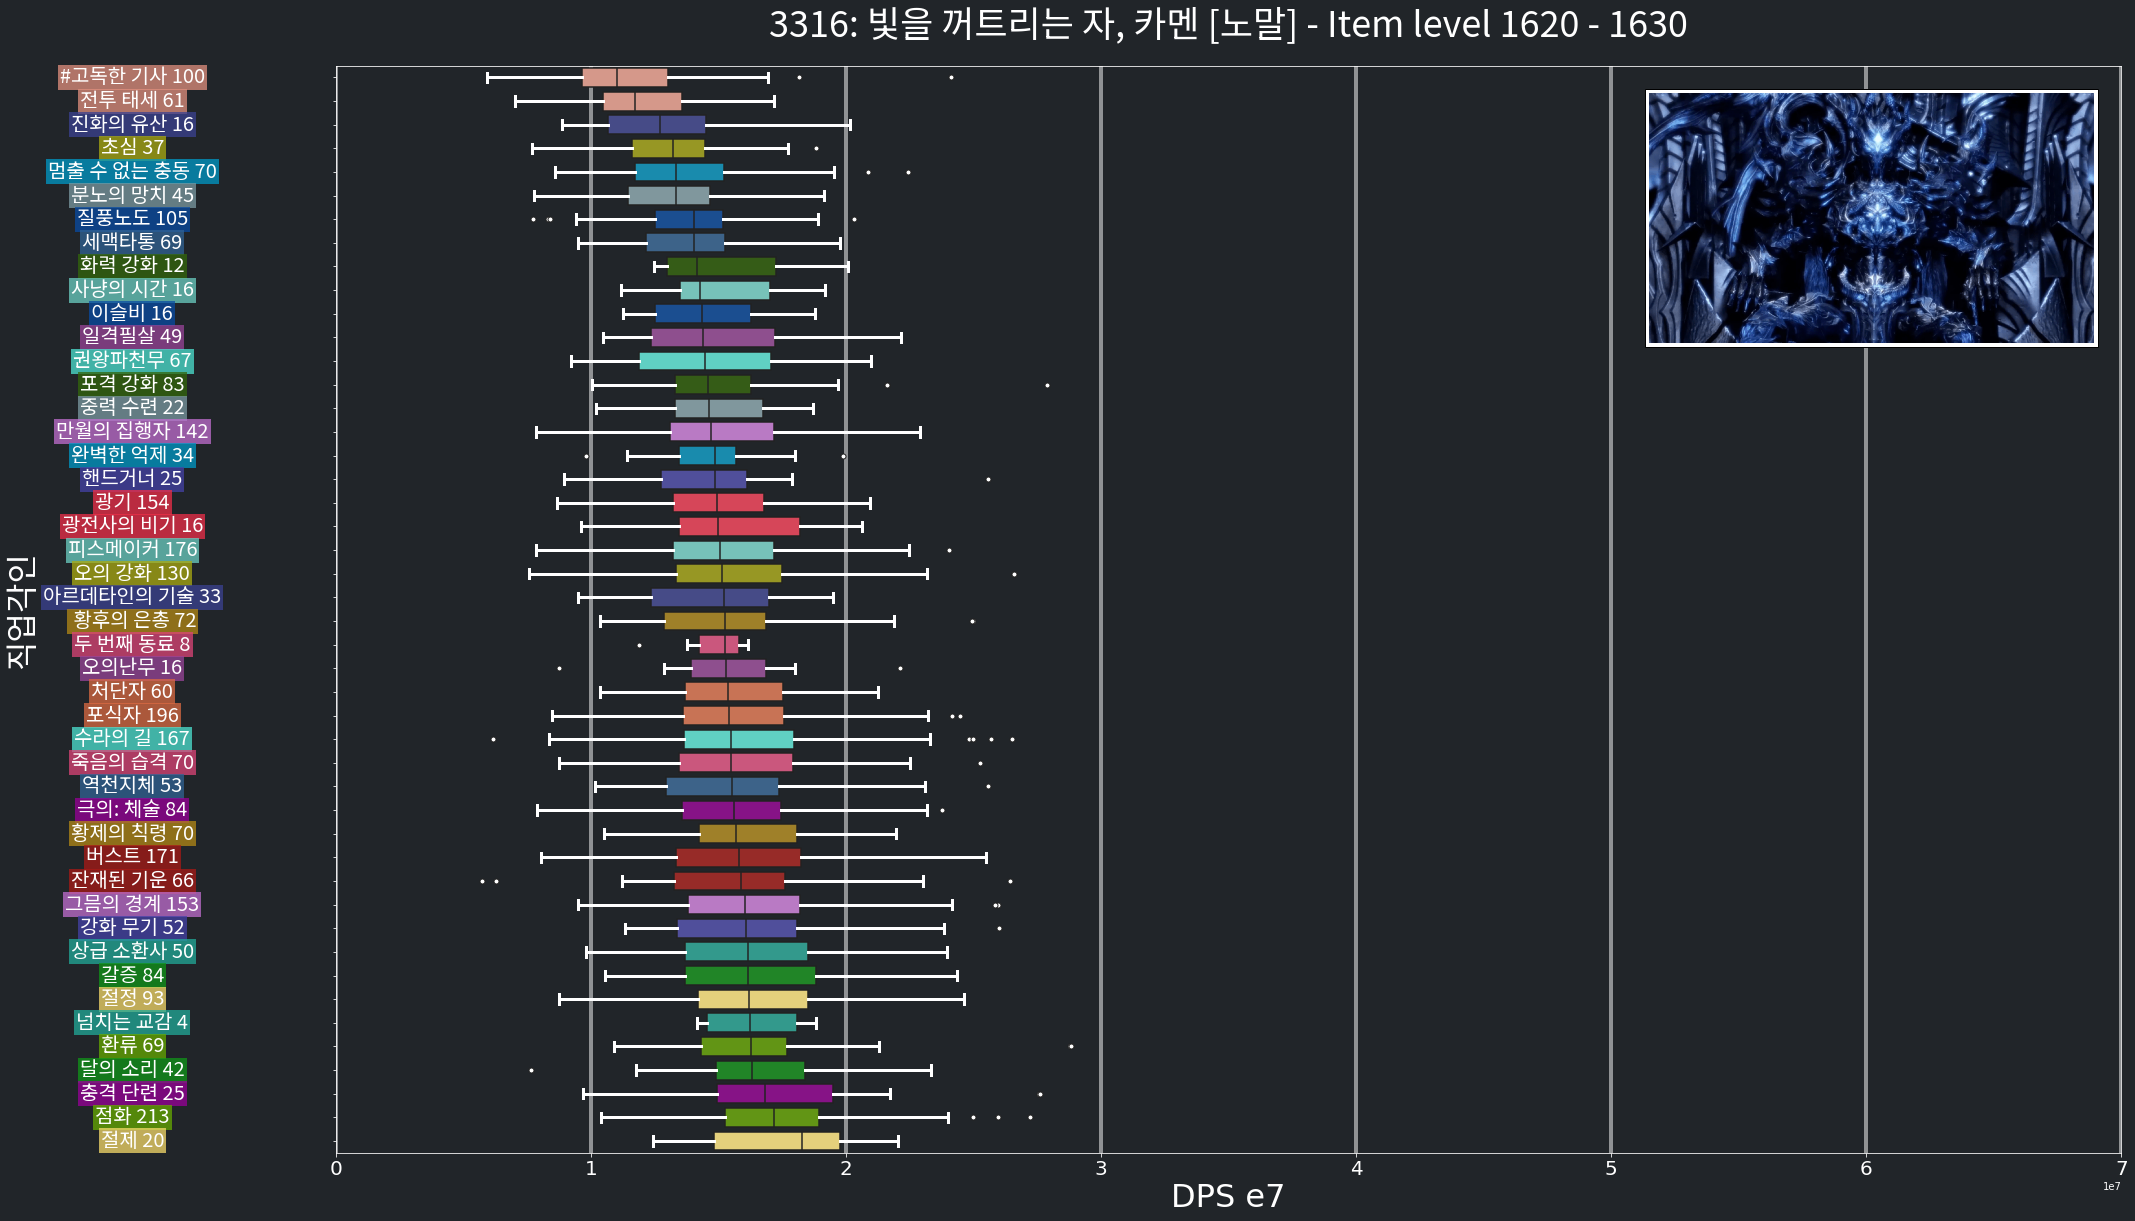 3316: 빛을 꺼트리는 자, 카멘 [노말] - Item level 1620 - 1630
#고독한 기사 100
전투 태세 61
진화의 유산 16
초심 37
멈출 수 없는 충동 70
분노의 망치 45
질풍노도 105
세맥타통 69
화력 강화 12
사냥의 시간 16
이슬비 16
일격필살 49
권왕파천무 67
포격 강화 83
중력 수련 22
만월의 집행자 142
완벽한 억제 34
핸드거너 25
광기 154
광전사의 비기 16
피스메이커 176
오의 강화 130
아르데타인의 기술 33
황후의 은총 72
두 번째 동료 8
오의난무 16
처단자 60
포식자 196
수라의 길 167
죽음의 습격 70
역천지체 53
극의: 체술 84
황제의 칙령 70
버스트 171
잔재된 기운 66
그믐의 경계 153
강화 무기 52
상급 소환사 50
갈증 84
절정 93
넘치는 교감 4
환류 69
달의 소리 42
충격 단련 25
점화 213
절제 20
직업각인
0 1 2 3 4 5 6 7
1e7
DPS e7